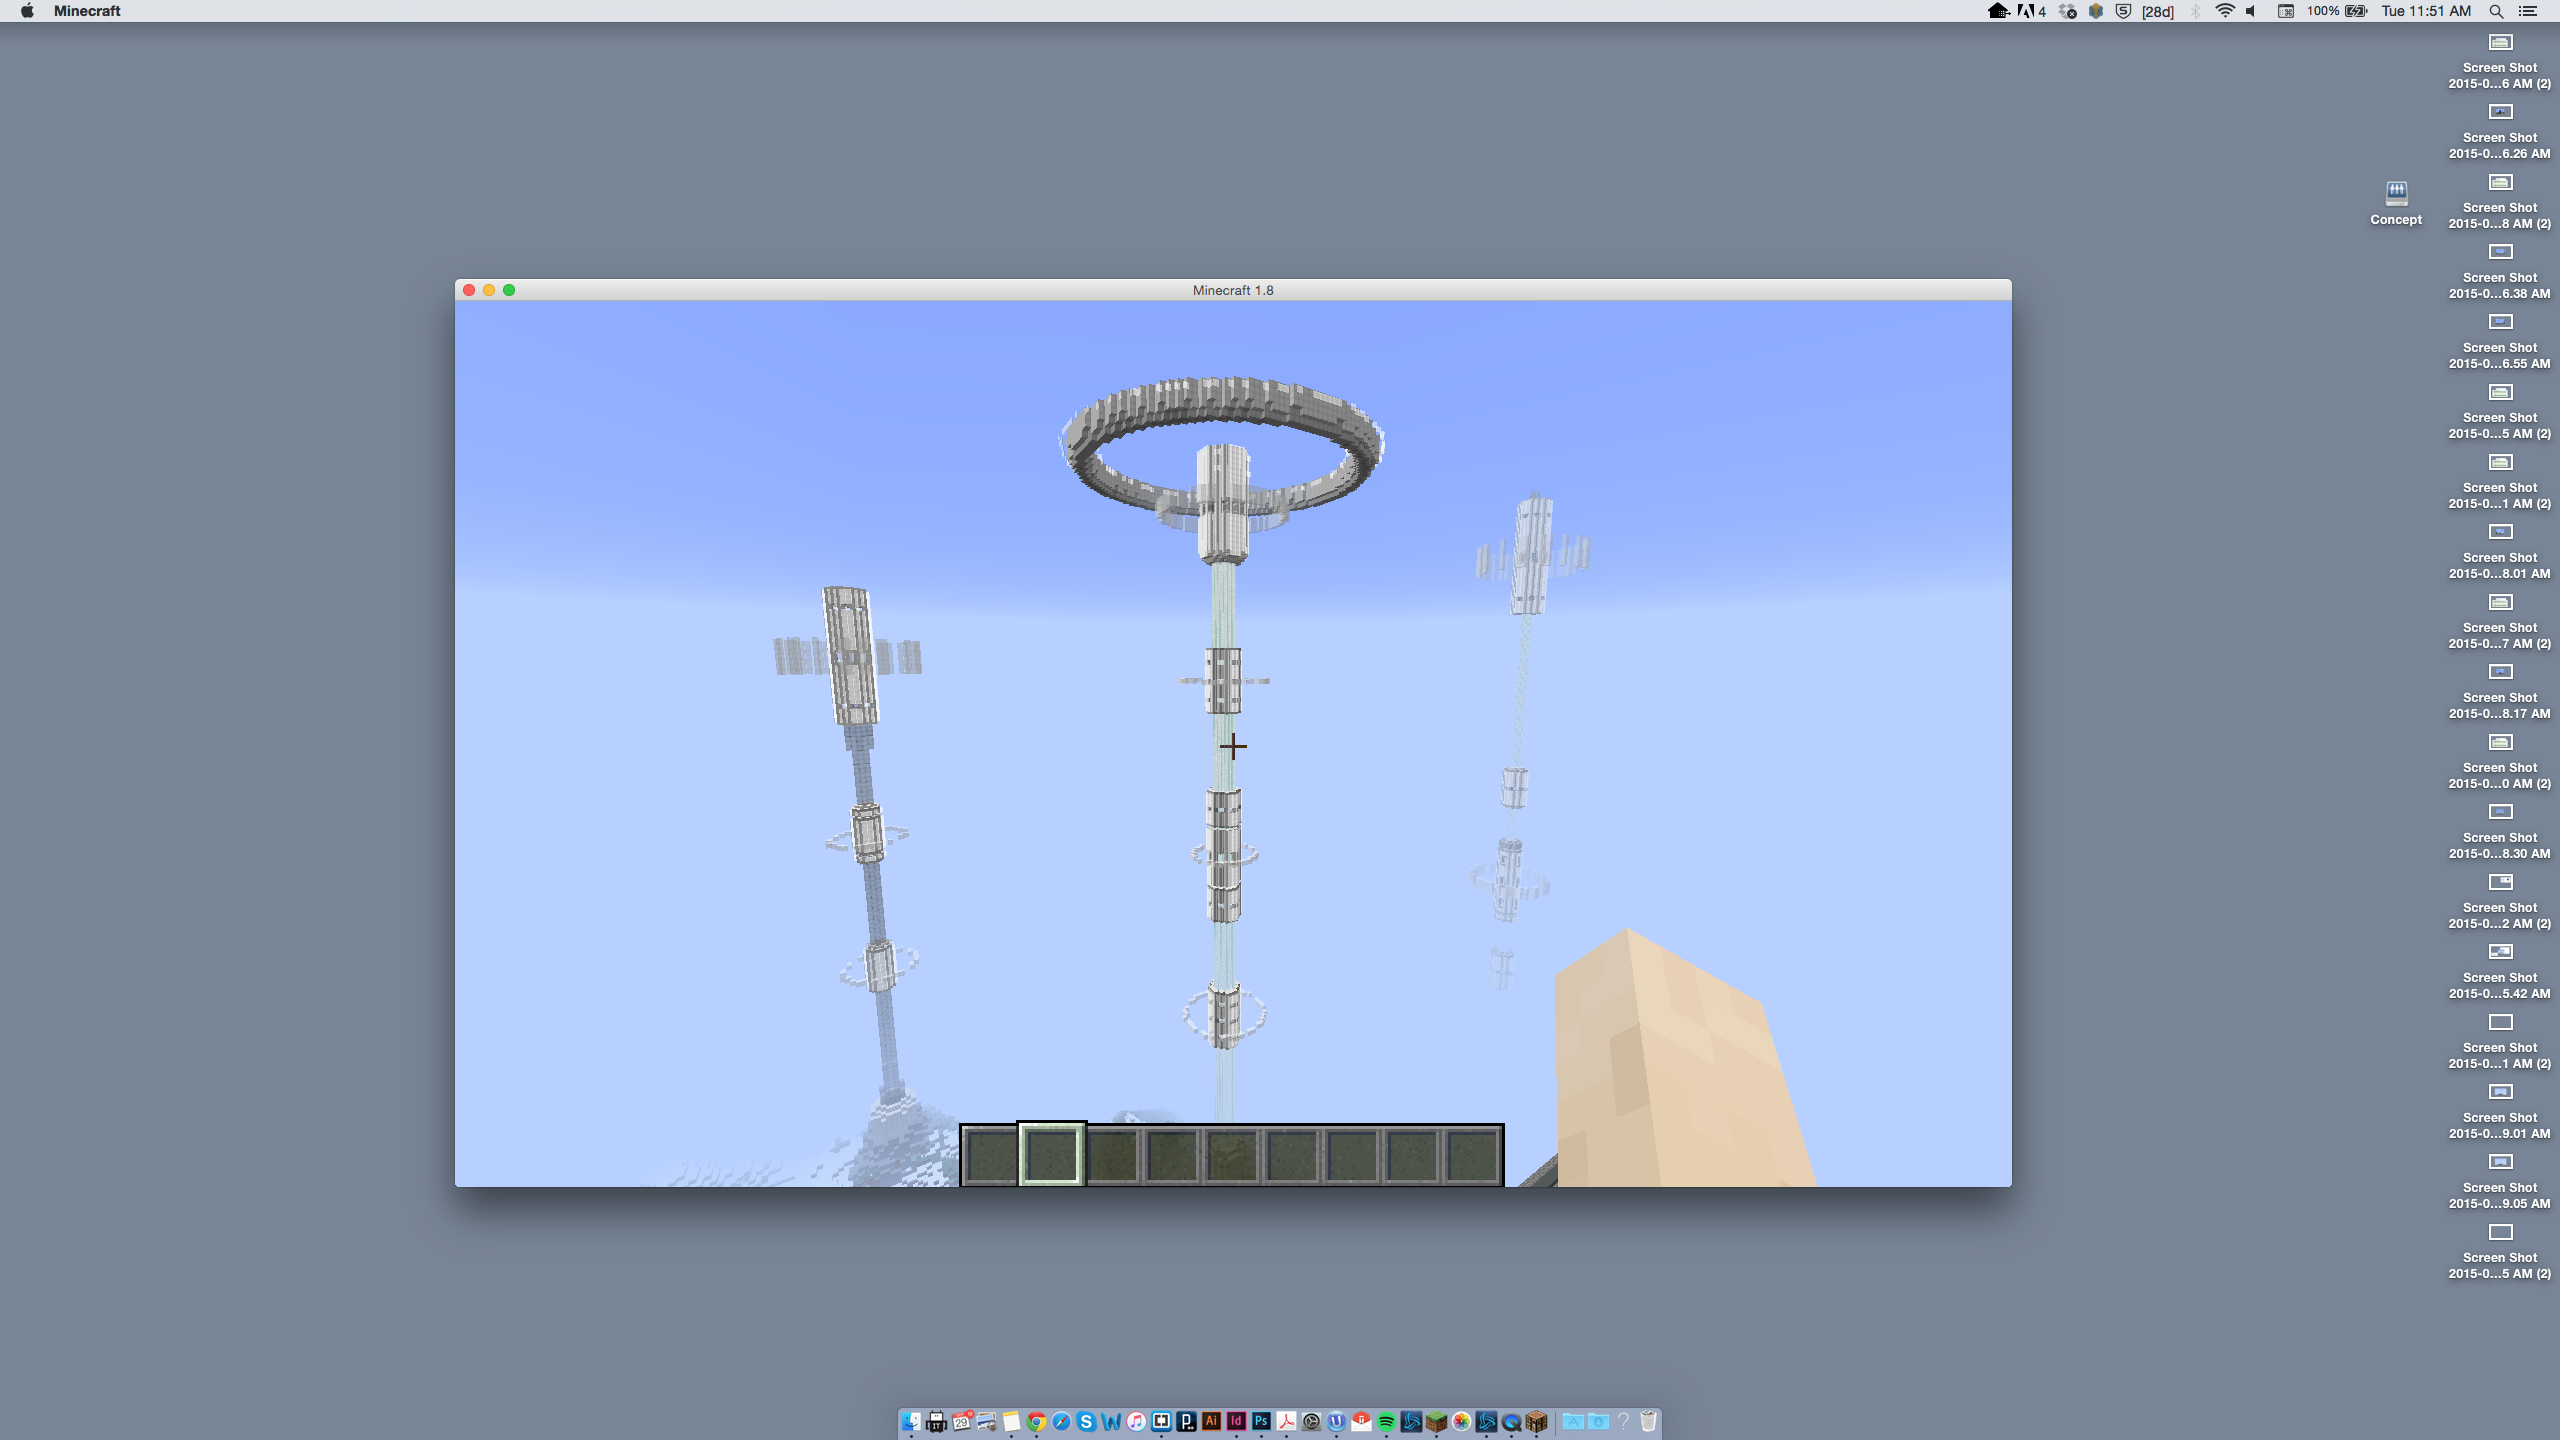 Minecraft
4
[28d]
100%
Tue 11:51 AM
Screen Shot
2015-0...6 AM (2)
Screen Shot
2015-0...6.26 AM
Screen Shot
2015-0...8 AM (2)
Concept
Screen Shot
2015-0...6.38 AM
Minecraft 1.8
Screen Shot
2015-0...6.55 AM
Screen Shot
2015-0...5 AM (2)
Screen Shot
2015-0...1 AM (2)
Screen Shot
2015-0...8.01 AM
Screen Shot
2015-0...7 AM (2)
Screen Shot
2015-0...8.17 AM
Screen Shot
2015-0...0 AM (2)
Screen Shot
2015-0...8.30 AM
Screen Shot
2015-0...2 AM (2)
Screen Shot
2015-0...5.42 AM
Screen Shot
2015-0...1 AM (2)
Screen Shot
2015-0...9.01 AM
Screen Shot
2015-0...9.05 AM
Screen Shot
2015-0...5 AM (2)
29
Ai
Id
Ps